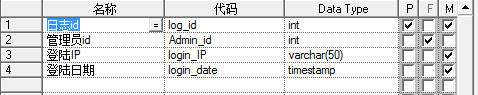 名称 代码 Data Type P F M
1 日志id = log_id int
2 管理员id Admin_id int
3 登陆IP login_IP varchar(50)
4 登陆日期 login_date timestamp